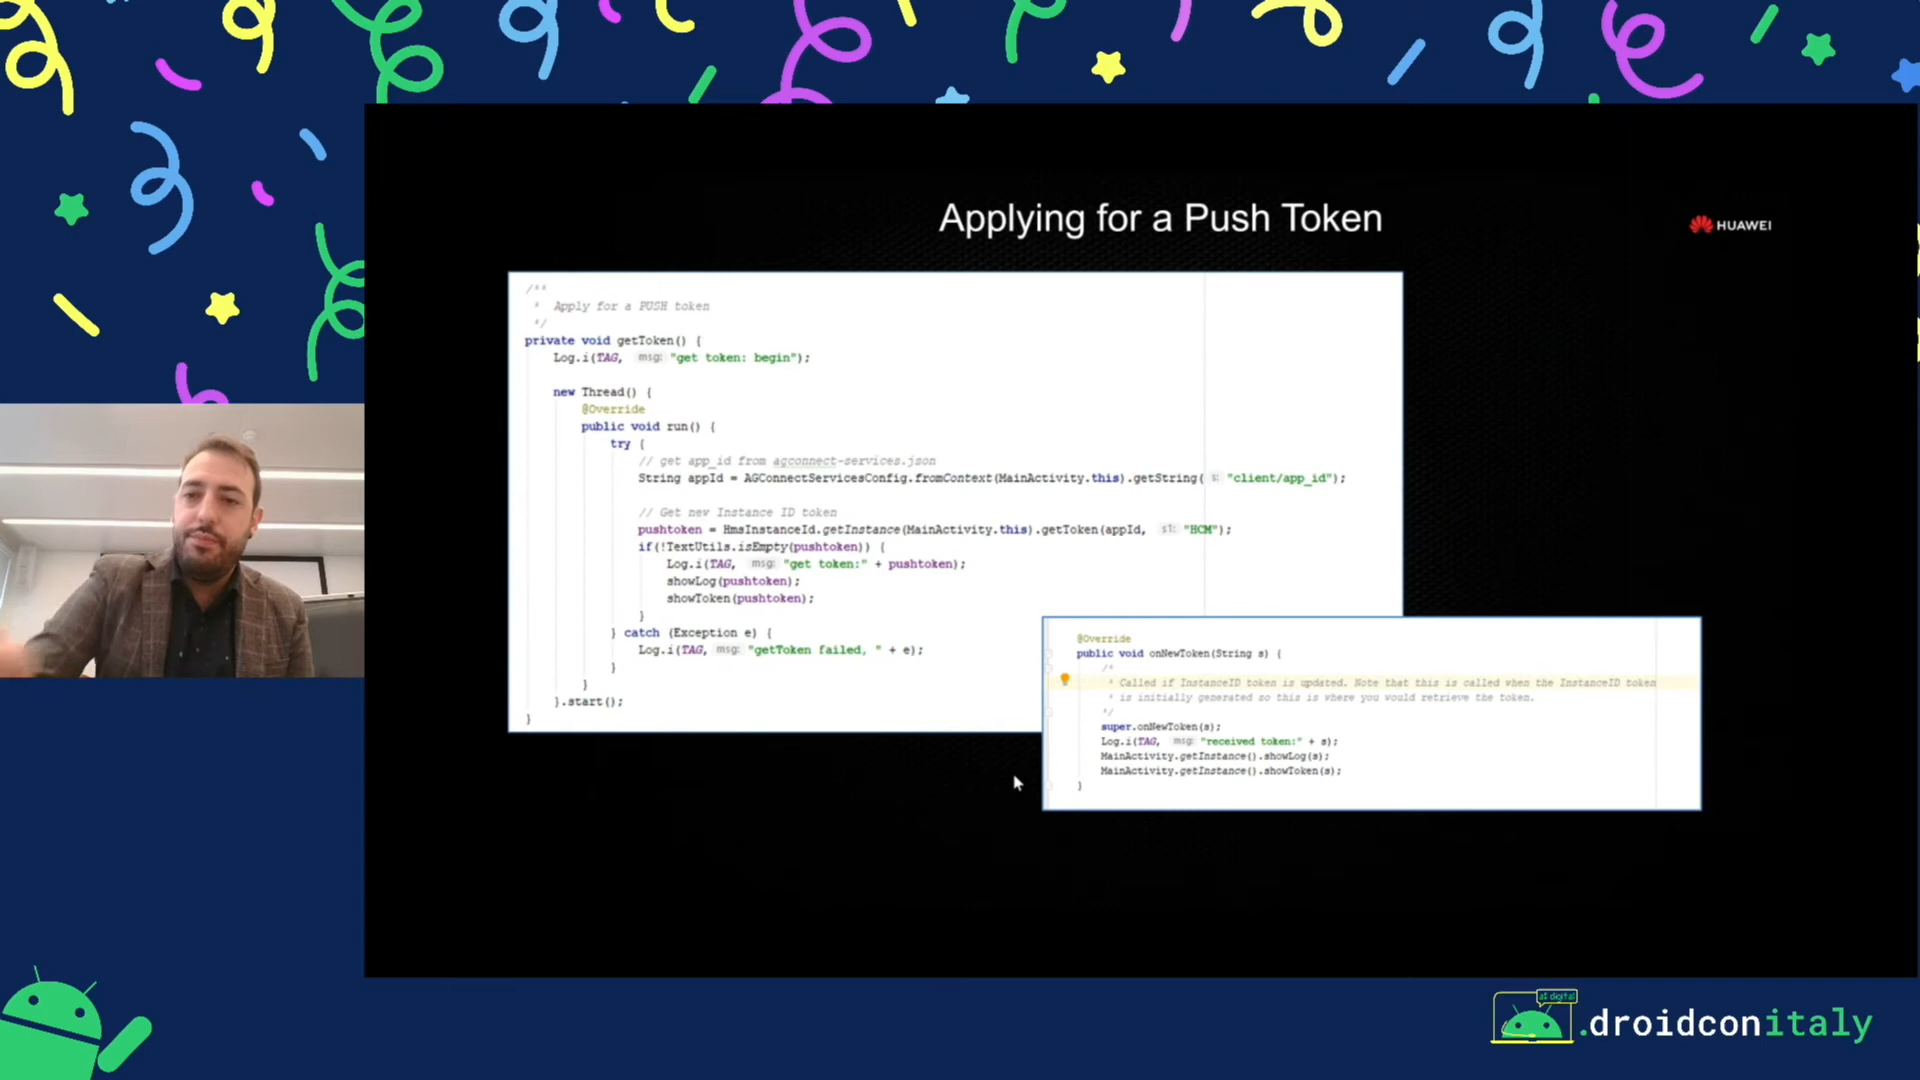 Applying for a Push Token
HUAWEI
/**
* Apply for a PUSH token
*/
private void getToken() {
Log.i(TAG, msg: "get token: begin");
new Thread() {
@Override
public void run() {
try {
// get app_id from agconnect-services.json
String appId = AGConnectServicesConfig.fromContext(MainActivity.this).getString( s: "client/app_id");
// Get new Instance ID token
pushtoken = HmsInstanceId.getInstance(MainActivity.this).getToken(appId, s1: "HCM");
if(!TextUtils.isEmpty(pushtoken)) {
Log.i(TAG, msg: "get token:" + pushtoken);
showLog(pushtoken);
showToken(pushtoken);
}
} catch (Exception e) {
Log.i(TAG, msg: "getToken failed, " + e);
}
}
}.start();
}
@Override
public void onNewToken(String s) {
/*
* Called if InstanceID token is updated. Note that this is called when the InstanceID token
* is initially generated so this is where you would retrieve the token.
*/
super.onNewToken(s);
Log.i(TAG, msg: "received token:" + s);
MainActivity.getInstance().showLog(s);
MainActivity.getInstance().showToken(s);
}
digital
.droidconitaly